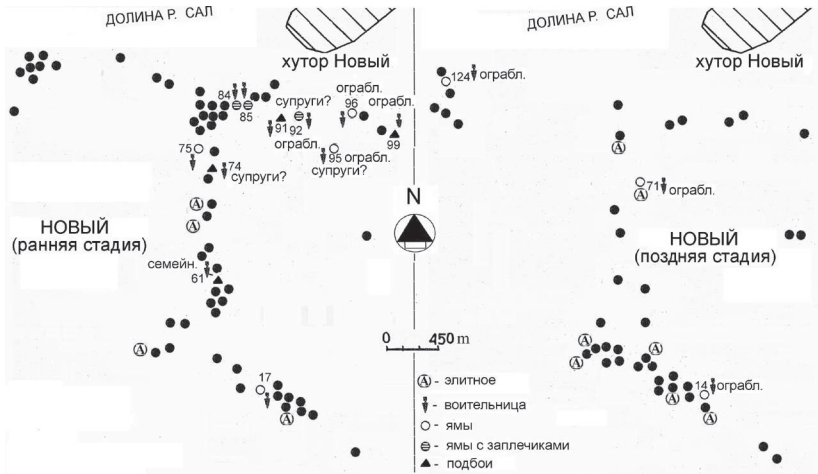 ДОЛИНА Р. САЛ
хутор Новый
84
85
супруги?
96
ограбл.
ограбл.
91
92
ограбл.
99
95 ограбл.
супруги?
75
74
супруги?
А
А
НОВЫЙ
(ранняя стадия)
семейн.
61
А
17
А
N
0 450 m
А - элитное
- воительница
- ямы
- ямы с заплечиками
- подбои
ДОЛИНА Р. САЛ
хутор Новый
124 ограбл.
А
71 ограбл.
А
НОВЫЙ
(поздняя стадия)
А
А
А
14 ограбл.
А
А